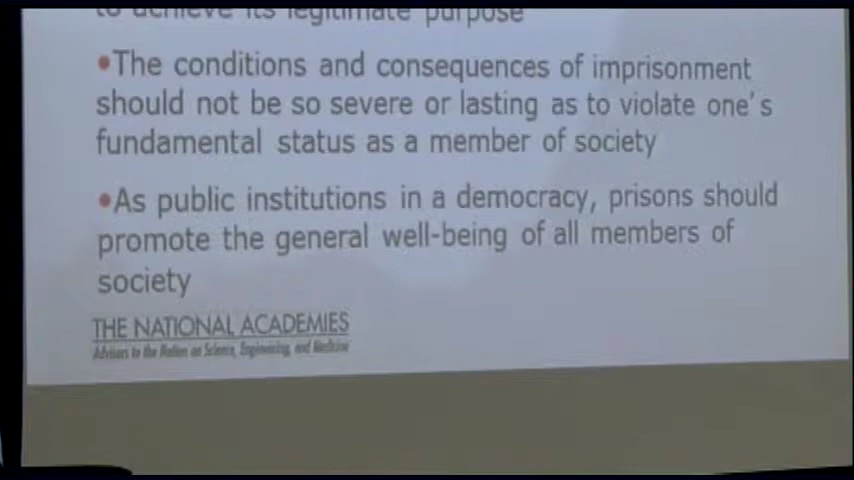 to achieve its legitimate purpose
•The conditions and consequences of imprisonment
should not be so severe or lasting as to violate one's
fundamental status as a member of society
•As public institutions in a democracy, prisons should
promote the general well-being of all members of
society
THE NATIONAL ACADEMIES
Advisers to the Nation on Science, Engineering, and Medicine